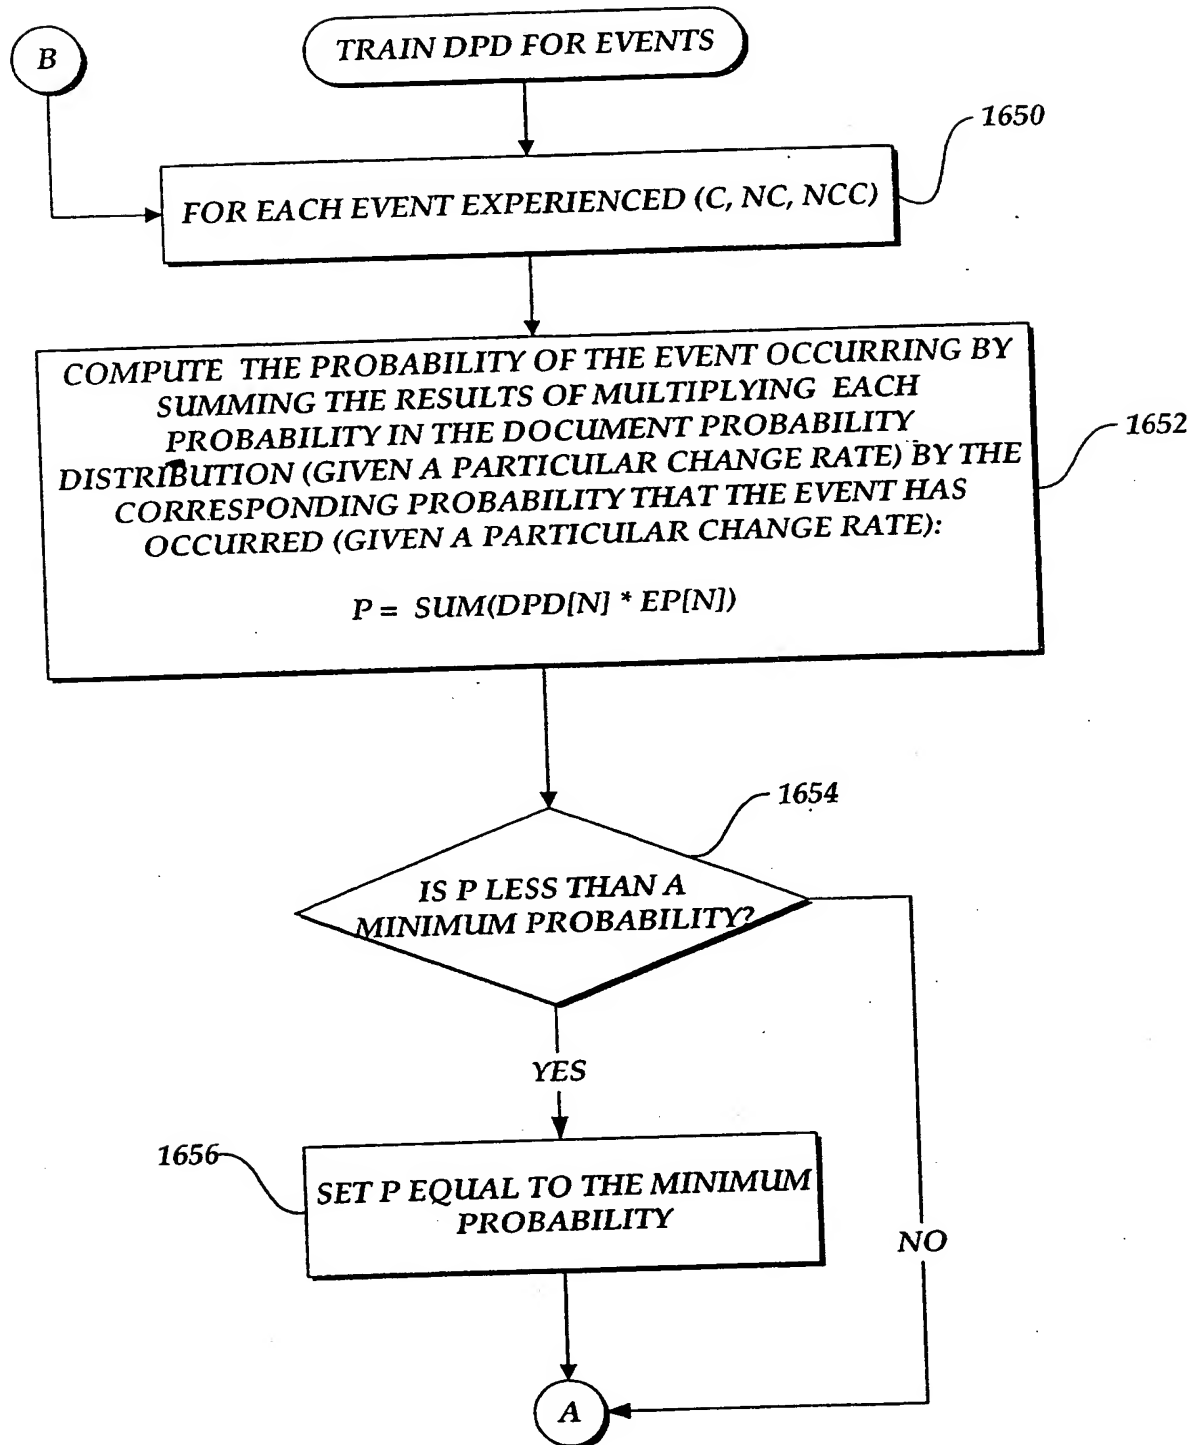 B
TRAIN DPD FOR EVENTS
1650
FOR EACH EVENT EXPERIENCED (C, NC, NCC)
COMPUTE THE PROBABILITY OF THE EVENT OCCURRING BY
SUMMING THE RESULTS OF MULTIPLYING EACH
PROBABILITY IN THE DOCUMENT PROBABILITY
DISTRIBUTION (GIVEN A PARTICULAR CHANGE RATE) BY THE
CORRESPONDING PROBABILITY THAT THE EVENT HAS
OCCURRED (GIVEN A PARTICULAR CHANGE RATE):
P = SUM(DPD[N] * EP[N])
1652
1654
IS P LESS THAN A
MINIMUM PROBABILITY?
YES
1656
SET P EQUAL TO THE MINIMUM
PROBABILITY
NO
A